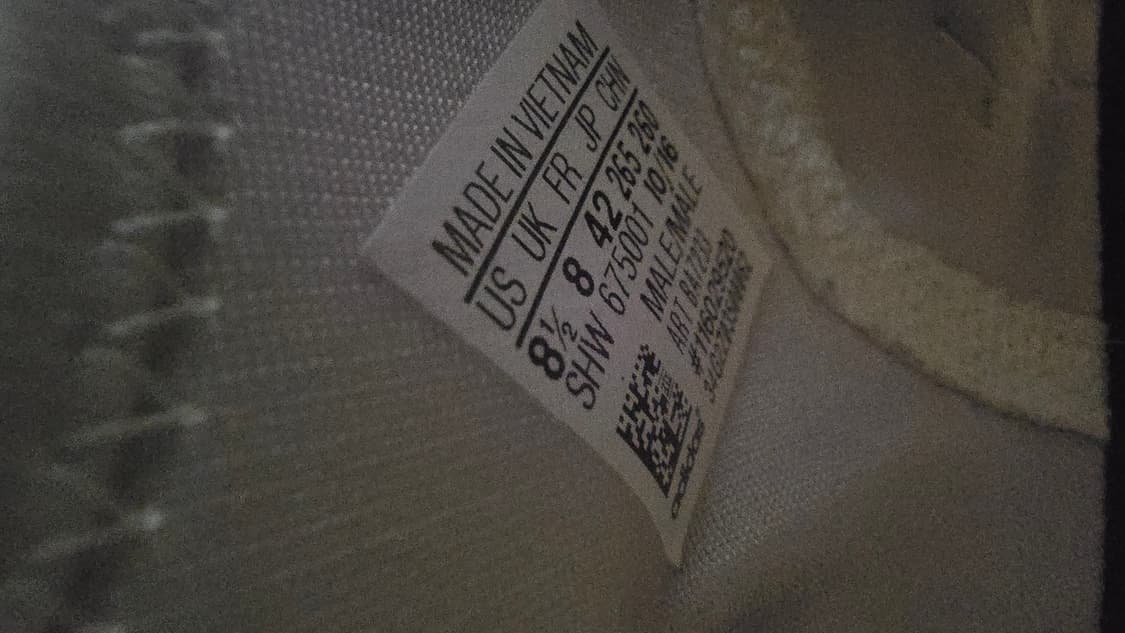 MADE IN VIETNAM
US UK FR JP CHN
8½ 8 42 265 260
SHW 675001 10/16
MALE/MALE
ART BA7213
adidas